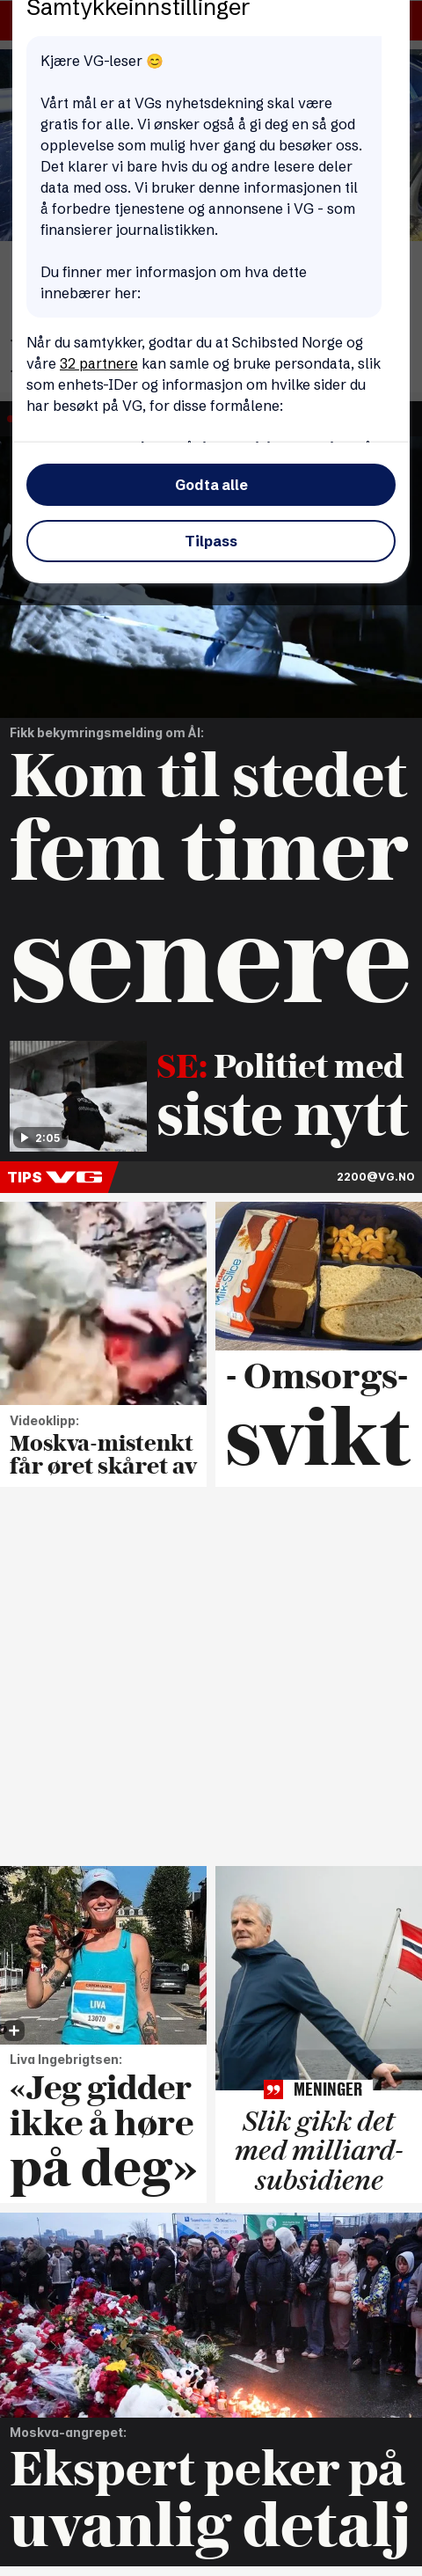 Samtykkeinnstillinger
Kjære VG-leser 😊
Vårt mål er at VGs nyhetsdekning skal være
gratis for alle. Vi ønsker også å gi deg en så god
opplevelse som mulig hver gang du besøker oss.
Det klarer vi bare hvis du og andre lesere deler
data med oss. Vi bruker denne informasjonen til
å forbedre tjenestene og annonsene i VG - som
finansierer journalistikken.
Du finner mer informasjon om hva dette
innebærer her:
Når du samtykker, godtar du at Schibsted Norge og
våre 32 partnere kan samle og bruke persondata, slik
som enhets-IDer og informasjon om hvilke sider du
har besøkt på VG, for disse formålene:
Godta alle
Tilpass
Fikk bekymringsmelding om Ål:
Kom til stedet
fem timer
senere
2:05
SE: Politiet med
siste nytt
TIPS VG
2200@VG.NO
Videoklipp:
Moskva-mistenkt
får øret skåret av
Kinder
Milk-Slice
- Omsorgs-
svikt
LIVA
13070
Liva Ingebrigtsen:
«Jeg gidder
ikke å høre
på deg»
MENINGER
Slik gikk det
med milliard-
subsidiene
Moskva-angrepet:
Ekspert peker på
uvanlig detalj